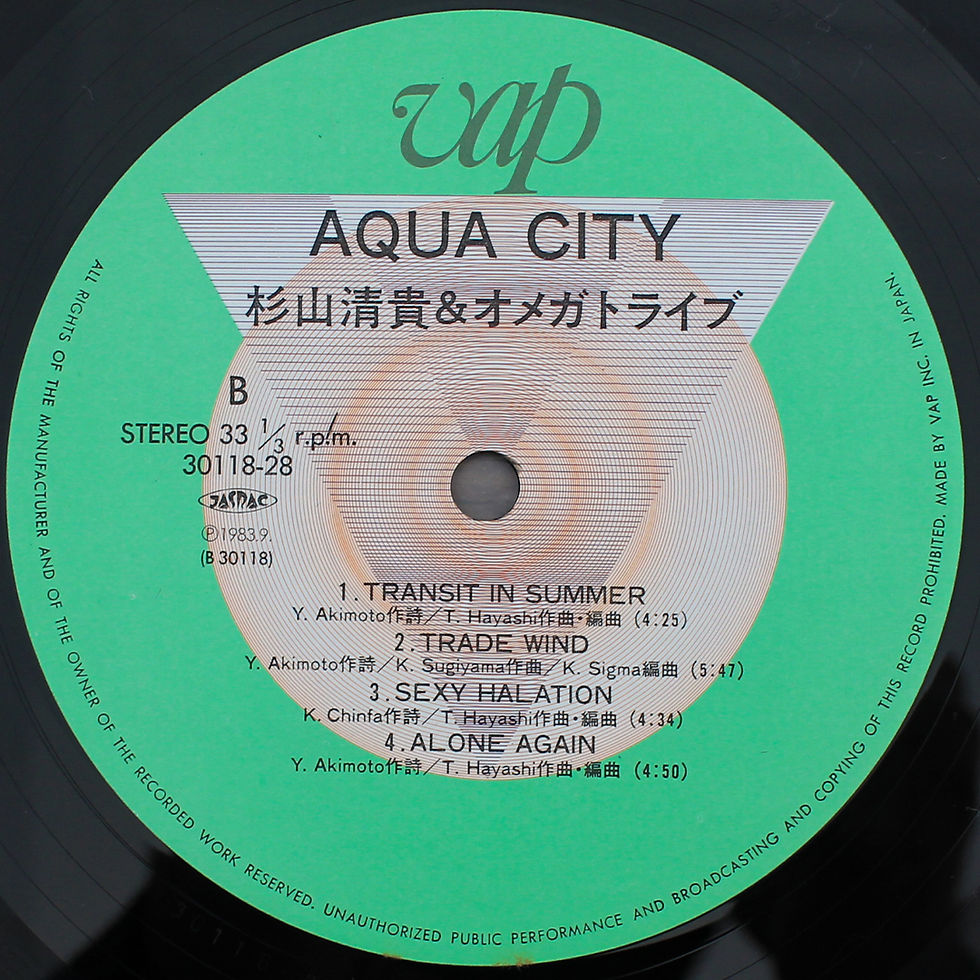 vap
AQUA CITY
杉山清貴&オメガトライブ
B
STEREO 33 1/3 r.p.m.
30118-28
JASRAC
Ⓟ1983.9.
(B 30118)
1.TRANSIT IN SUMMER
Y. Akimoto作詩／T. Hayashi作曲・編曲 (4:25)
2.TRADE WIND
Y. Akimoto作詩／K. Sugiyama作曲／K. Sigma編曲 (5:47)
3.SEXY HALATION
K. Chinfa作詩／T. Hayashi作曲・編曲 (4:34)
4.ALONE AGAIN
Y. Akimoto作詩／T. Hayashi作曲・編曲 (4:50)
ALL RIGHTS OF THE MANUFACTURER AND OF THE OWNER OF THE RECORDED WORK RESERVED. UNAUTHORIZED PUBLIC PERFORMANCE AND BROADCASTING AND COPYING OF THIS RECORD PROHIBITED. MADE BY VAP INC. IN JAPAN.